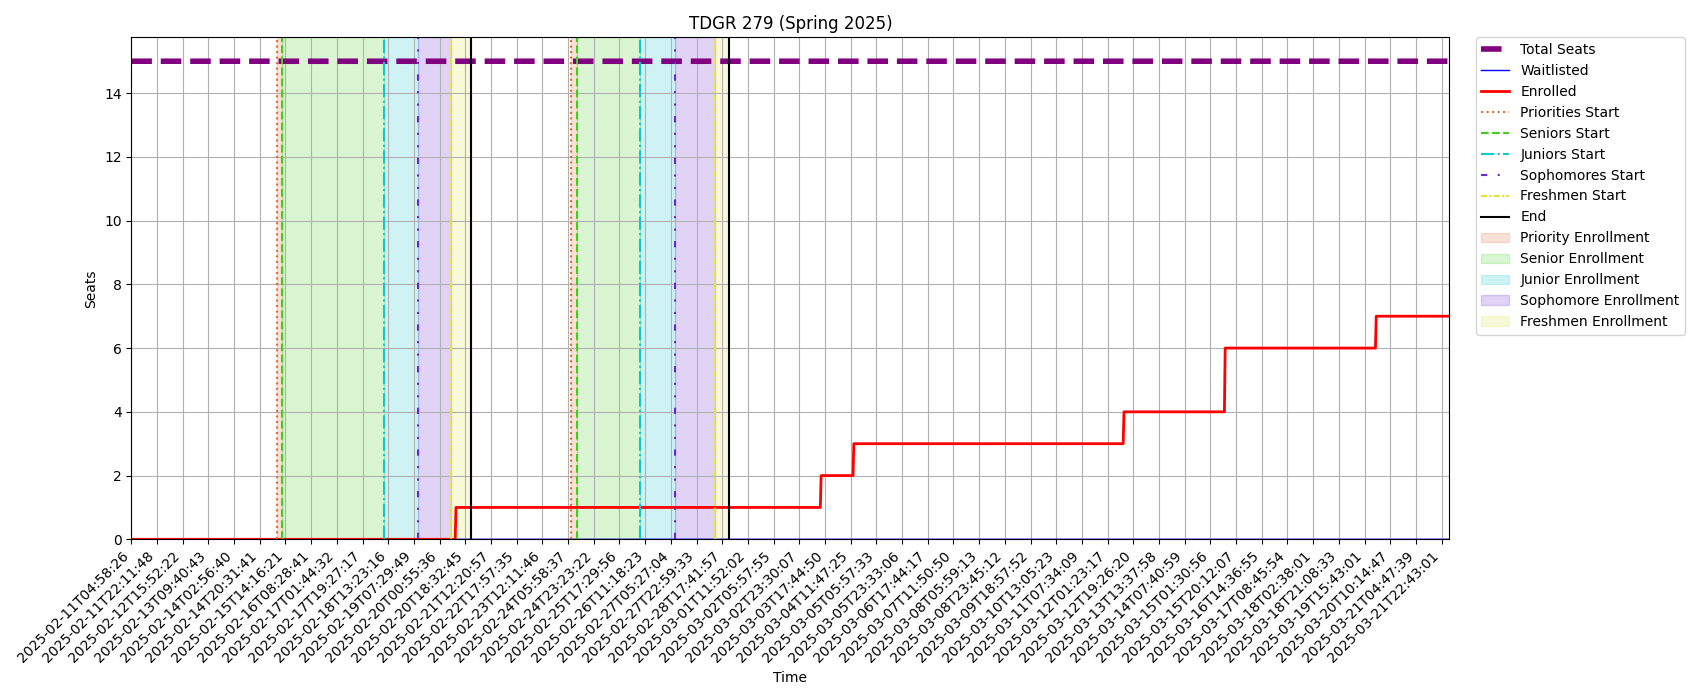 TDGR 279 (Spring 2025)
Seats
14
12
10
8
6
4
2
0
2025-02-11T04:58:26
2025-02-11T22:11:48
2025-02-12T15:52:22
2025-02-13T09:40:43
2025-02-14T02:56:40
2025-02-14T20:31:41
2025-02-15T14:16:21
2025-02-16T08:28:41
2025-02-17T01:44:32
2025-02-17T19:27:17
2025-02-18T13:23:16
2025-02-19T07:29:49
2025-02-20T00:55:36
2025-02-20T18:32:45
2025-02-21T12:20:57
2025-02-22T17:57:35
2025-02-23T12:11:46
2025-02-24T05:58:37
2025-02-24T23:23:22
2025-02-25T17:29:56
2025-02-26T11:18:23
2025-02-27T05:27:04
2025-02-27T22:59:33
2025-02-28T17:41:57
2025-03-01T11:52:02
2025-03-02T05:57:55
2025-03-02T23:30:07
2025-03-03T17:44:50
2025-03-04T11:47:23
2025-03-05T05:57:33
2025-03-05T23:33:06
2025-03-06T17:44:17
2025-03-07T11:50:50
2025-03-08T05:59:13
2025-03-08T23:45:12
2025-03-09T18:57:52
2025-03-10T13:05:23
2025-03-11T07:34:09
2025-03-12T01:23:17
2025-03-12T19:26:20
2025-03-13T13:37:58
2025-03-14T07:40:59
2025-03-15T01:30:56
2025-03-15T20:12:07
2025-03-16T14:36:55
2025-03-17T08:45:54
2025-03-18T02:38:01
2025-03-18T21:08:33
2025-03-19T15:43:01
2025-03-20T10:14:47
2025-03-21T04:47:39
2025-03-21T22:43:01
Time
Total Seats
Waitlisted
Enrolled
Priorities Start
Seniors Start
Juniors Start
Sophomores Start
Freshmen Start
End
Priority Enrollment
Senior Enrollment
Junior Enrollment
Sophomore Enrollment
Freshmen Enrollment